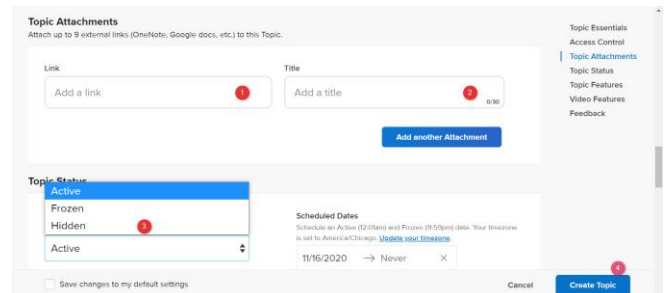 Topic Attachments
Attach up to 9 external links (OneNote, Google docs, etc.) to this Topic.
Link
Title
Add a link
1
Add a title
2
0/30
Add another Attachment
Topic Status
Active
Frozen
Hidden
3
Active
Scheduled Dates
Schedule an Active (12:01am) and Frozen (11:59pm) date. Your timezone
is set to America/Chicago. Update your timezone.
11/16/2020 → Never ×
Save changes to my default settings
Cancel
4
Create Topic
Topic Essentials
Access Control
Topic Attachments
Topic Status
Topic Features
Video Features
Feedback